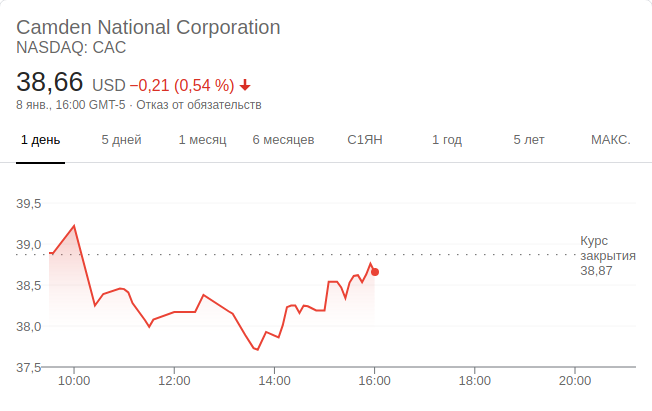 Camden National Corporation
NASDAQ: CAC
38,66 USD −0,21 (0,54 %)
8 янв., 16:00 GMT-5 · Отказ от обязательств
1 день 5 дней 1 месяц 6 месяцев С1ЯН 1 год 5 лет МАКС.
39,5
39,0
38,5
38,0
37,5
Курс
закрытия
38,87
10:00 12:00 14:00 16:00 18:00 20:00